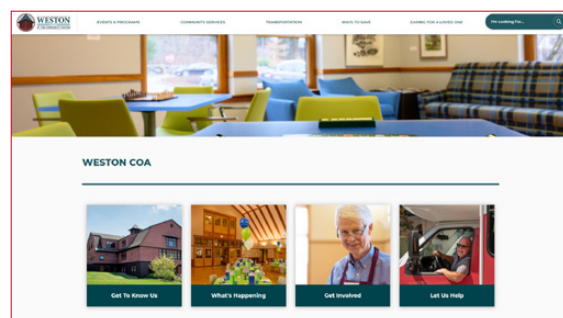 WESTON
EVENTS & PROGRAMS
COMMUNITY SERVICES
TRANSPORTATION
WAYS TO SAVE
CARING FOR A LOVED ONE
I'm Looking For...
WESTON COA
Get To Know Us
What's Happening
Get Involved
Let Us Help